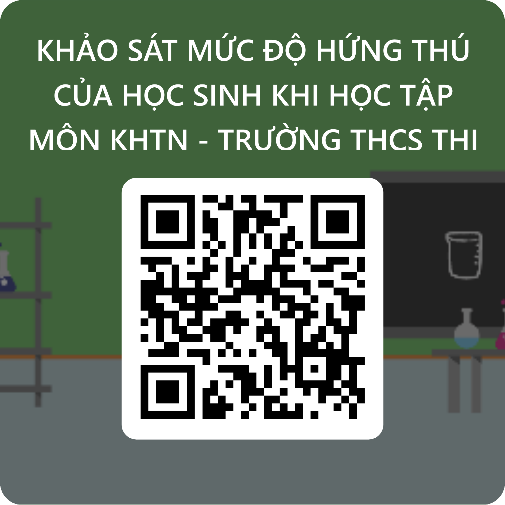 KHẢO SÁT MỨC ĐỘ HỨNG THÚ
CỦA HỌC SINH KHI HỌC TẬP
MÔN KHTN - TRƯỜNG THCS THI